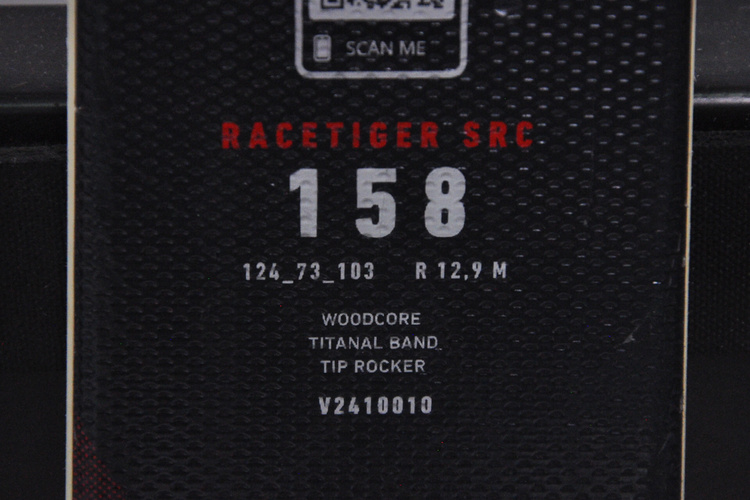 SCAN ME
RACETIGER SRC
158
124_73_103 R 12,9 M
WOODCORE
TITANAL BAND
TIP ROCKER
V2410010